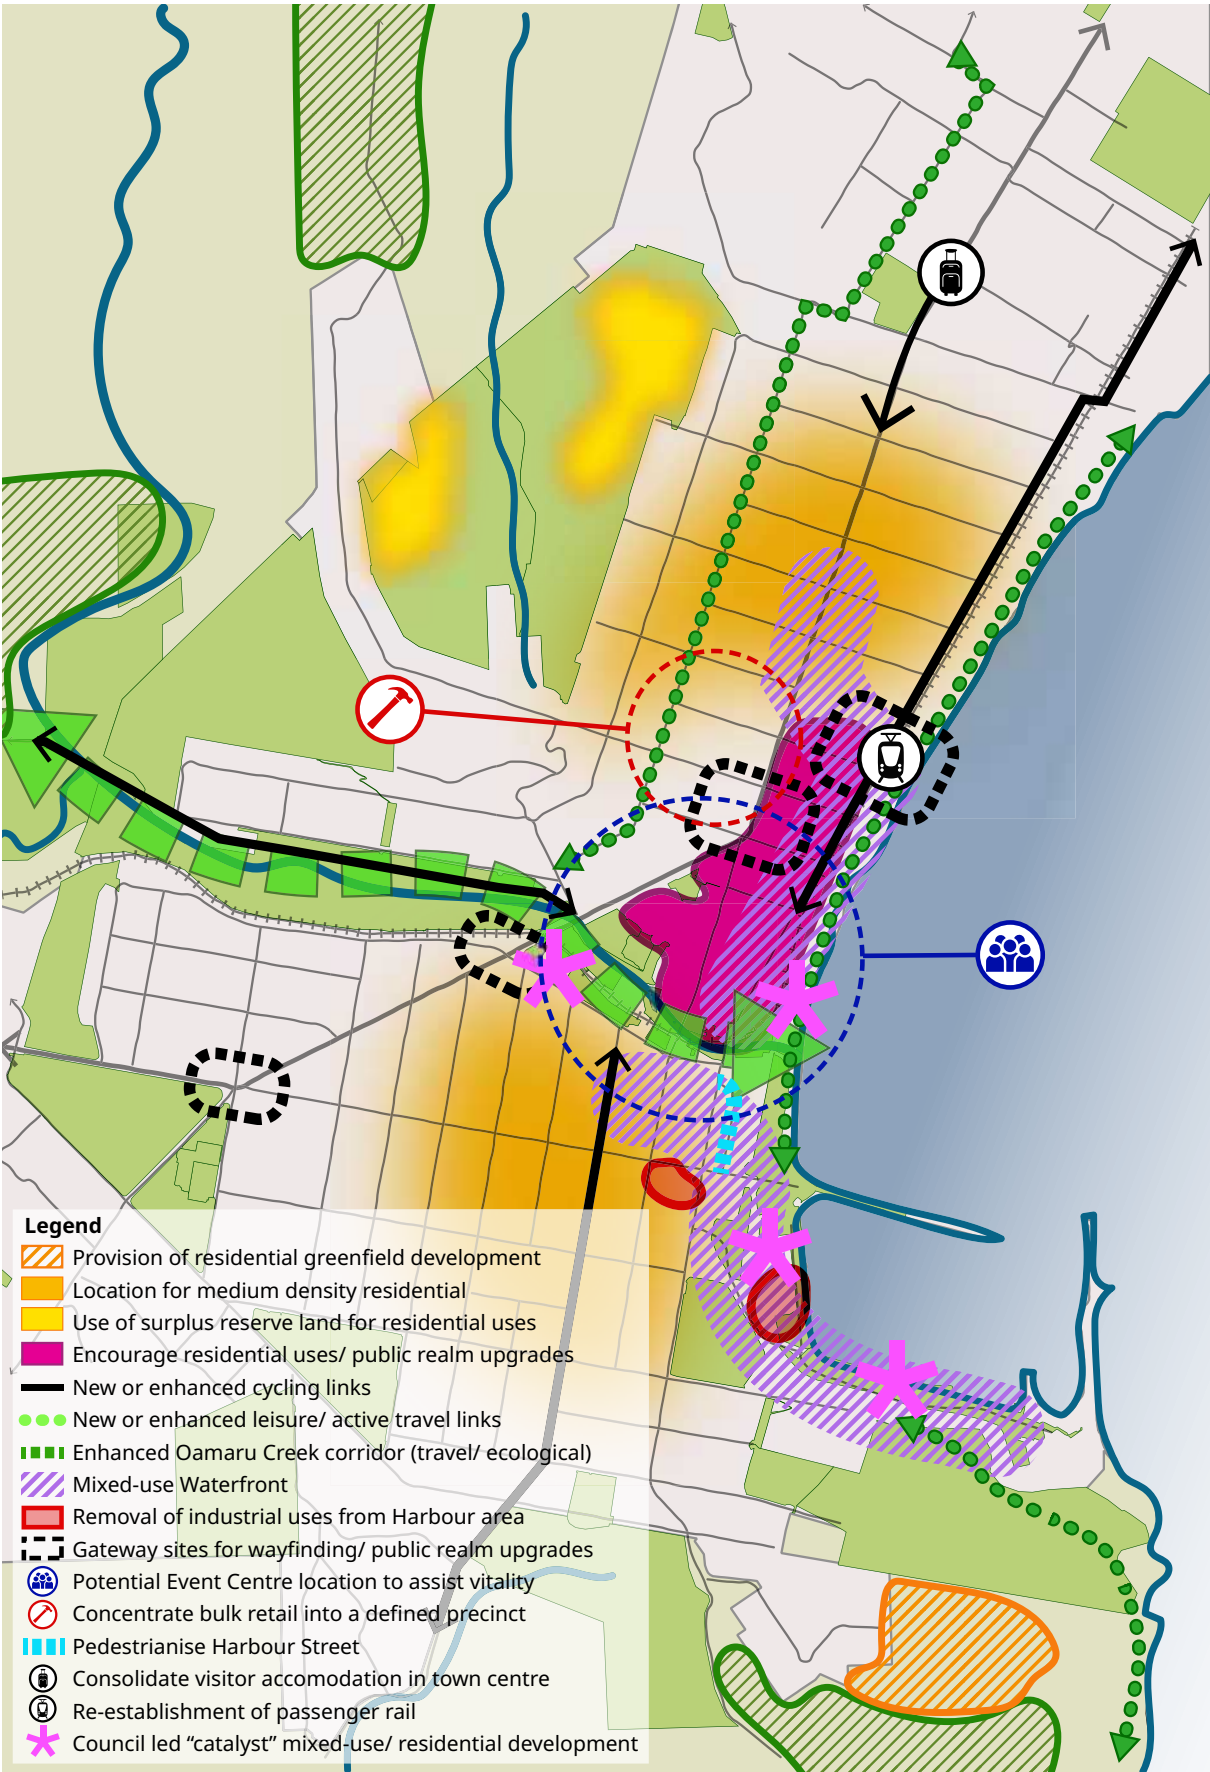 Legend
Provision of residential greenfield development
Location for medium density residential
Use of surplus reserve land for residential uses
Encourage residential uses/ public realm upgrades
New or enhanced cycling links
New or enhanced leisure/ active travel links
Enhanced Oamaru Creek corridor (travel/ ecological)
Mixed-use Waterfront
Removal of industrial uses from Harbour area
Gateway sites for wayfinding/ public realm upgrades
Potential Event Centre location to assist vitality
Concentrate bulk retail into a defined precinct
Pedestrianise Harbour Street
Consolidate visitor accomodation in town centre
Re-establishment of passenger rail
Council led “catalyst” mixed-use/ residential development